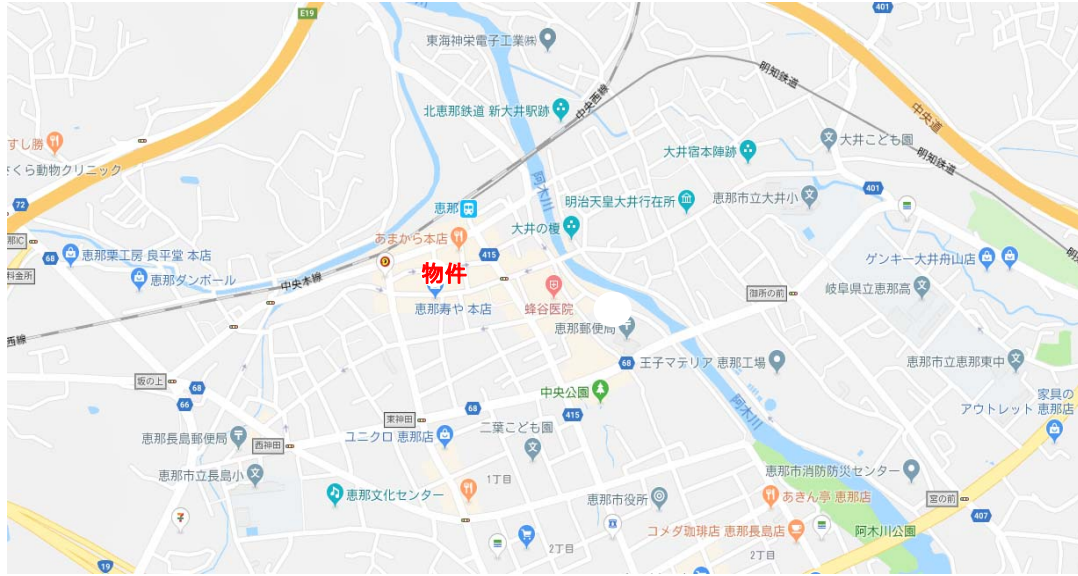 E19
401
東海神栄電子工業㈱
明知鉄道
北恵那鉄道 新大井駅跡
中央西線
中央道
すし勝
さくら動物クリニック
大井宿本陣跡
大井こども園
明知鉄道
阿木川
401
72
恵那
明治天皇大井行在所
恵那市立大井小
大井の榎
あまから本店
那IC
68
恵那栗工房 良平堂 本店
415
ゲンキー大井舟山店
料金所
恵那ダンボール
物件
中央本線
蜂谷医院
御所の前
岐阜県立恵那高
恵那寿や 本店
恵那郵便
西線
68
王子マテリア 恵那工場
恵那市立恵那東中
坂の上
68
中央公園
家具の
アウトレット 恵那店
66
東神田
68
415
阿木川
恵那長島郵便局
西神田
ユニクロ 恵那店
二葉こども園
恵那市立長島小
1丁目
恵那市消防防災センター
恵那文化センター
恵那市役所
あきん亭 恵那店
宮の前
407
コメダ珈琲店 恵那長島店
阿木川公園
2丁目
2丁目
19
68